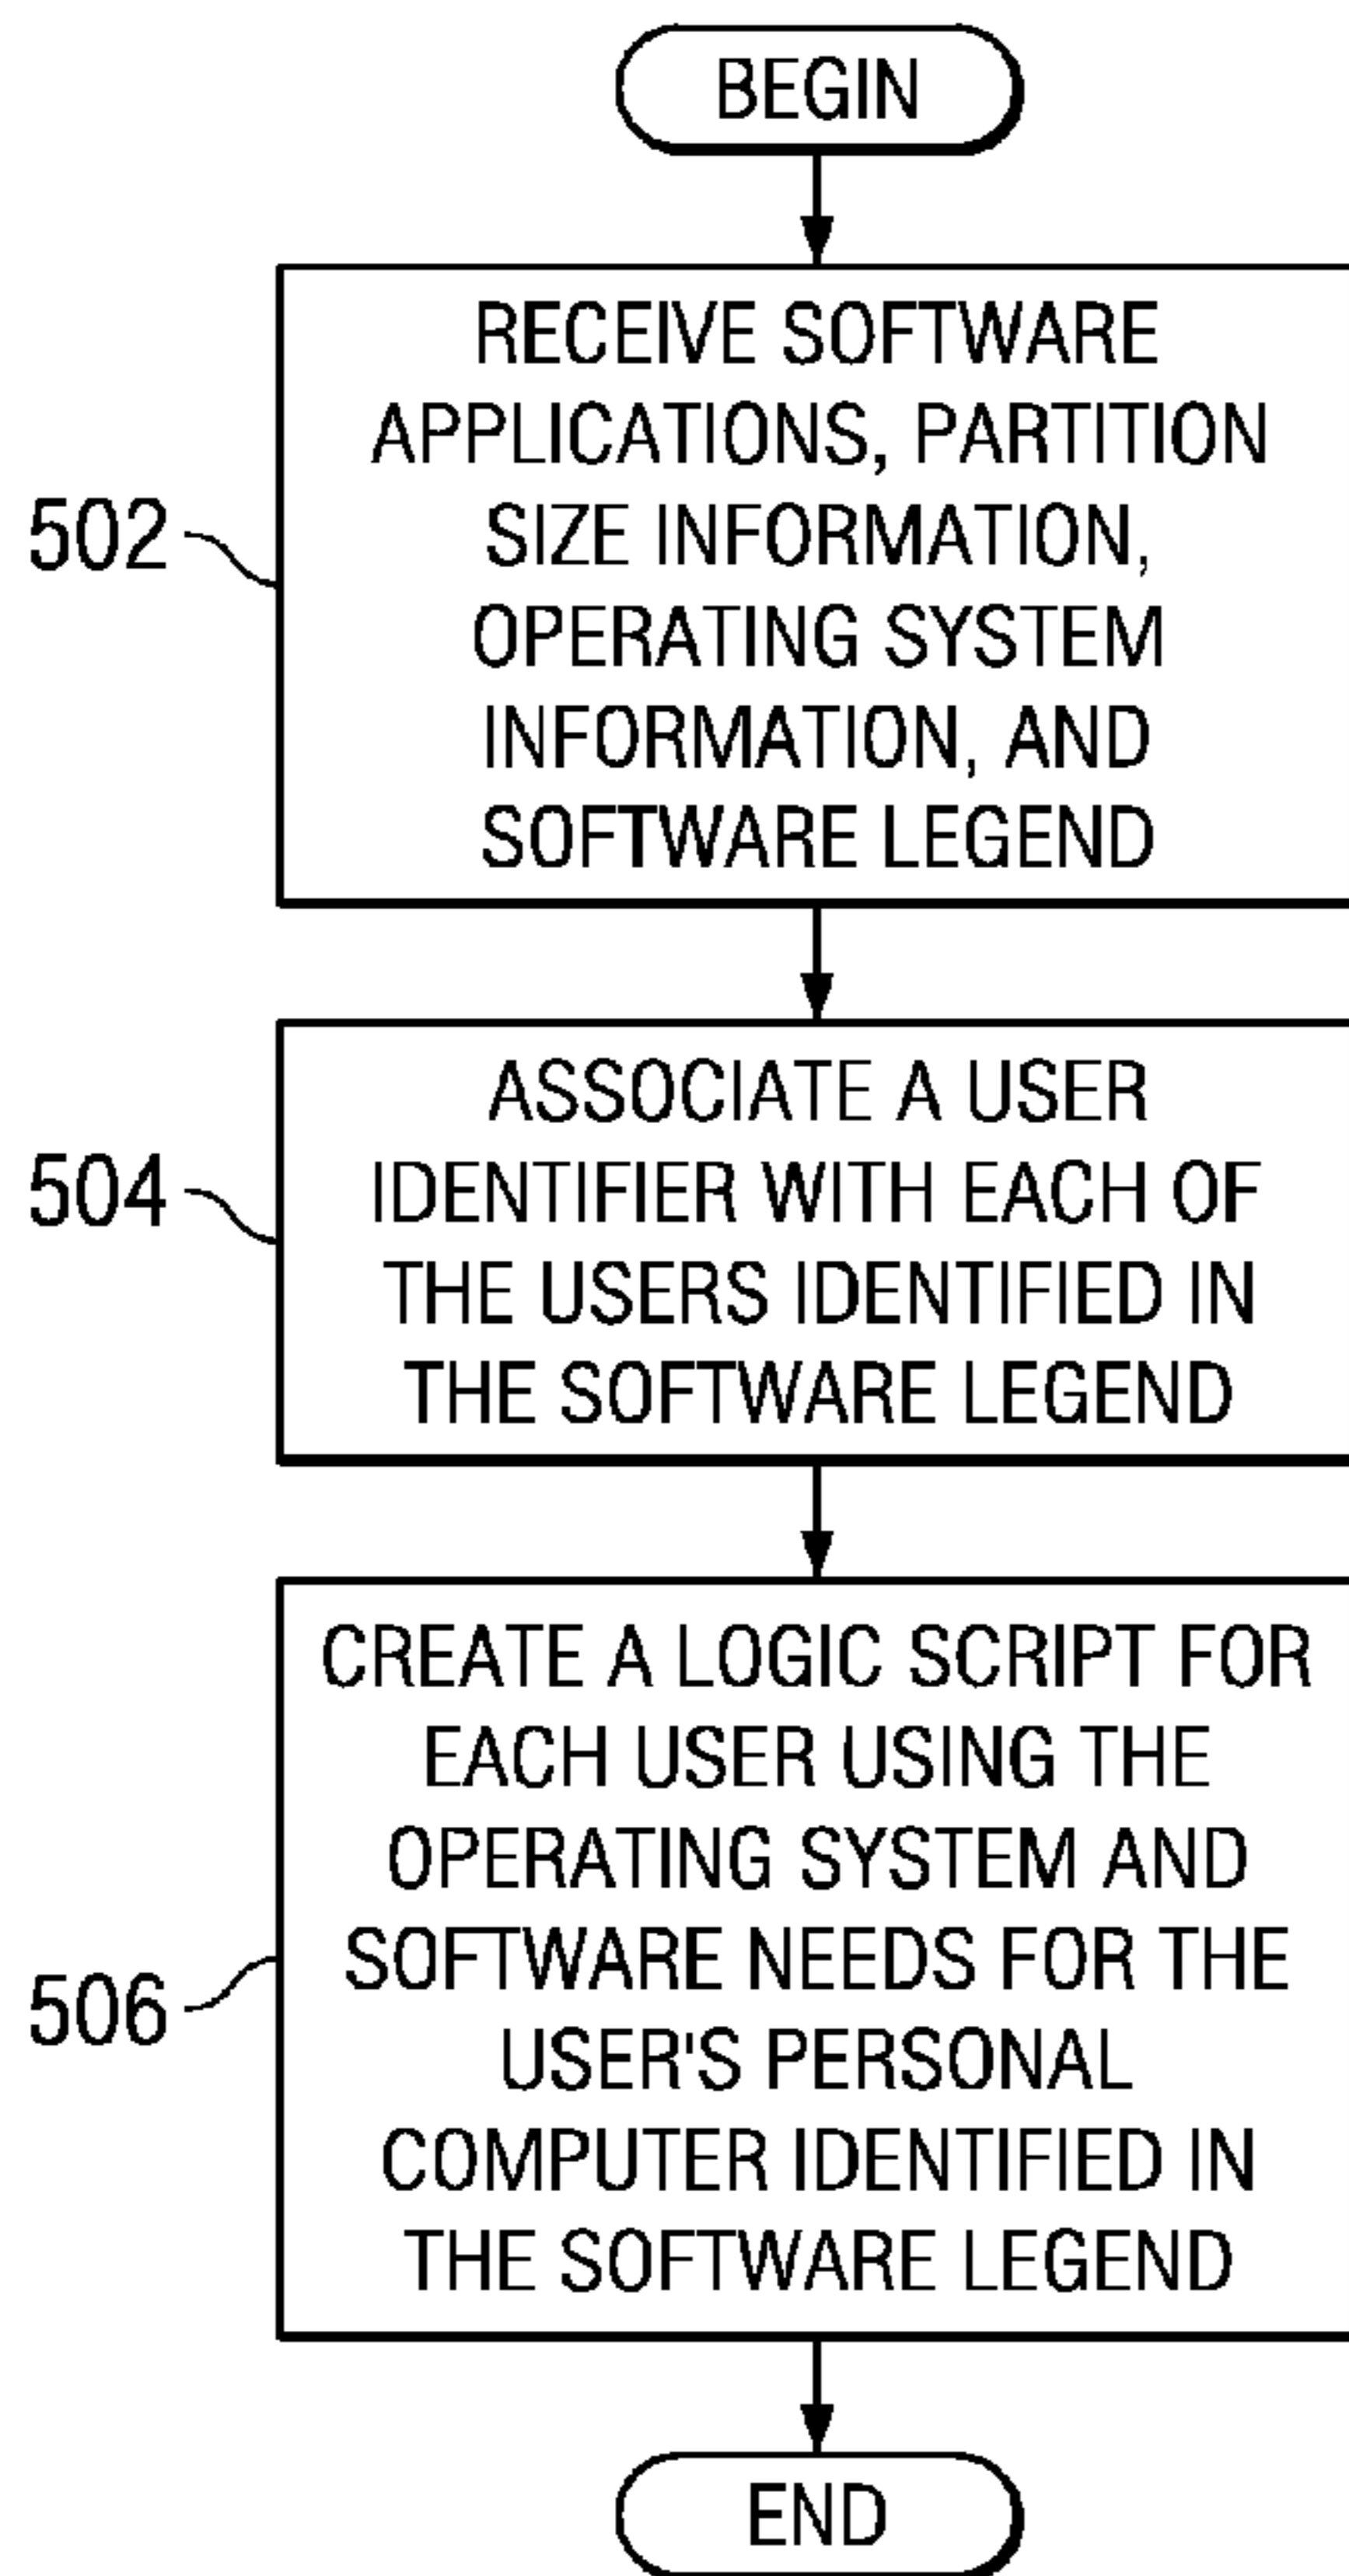 BEGIN
502
RECEIVE SOFTWARE
APPLICATIONS, PARTITION
SIZE INFORMATION,
OPERATING SYSTEM
INFORMATION, AND
SOFTWARE LEGEND
504
ASSOCIATE A USER
IDENTIFIER WITH EACH OF
THE USERS IDENTIFIED IN
THE SOFTWARE LEGEND
506
CREATE A LOGIC SCRIPT FOR
EACH USER USING THE
OPERATING SYSTEM AND
SOFTWARE NEEDS FOR THE
USER'S PERSONAL
COMPUTER IDENTIFIED IN
THE SOFTWARE LEGEND
END